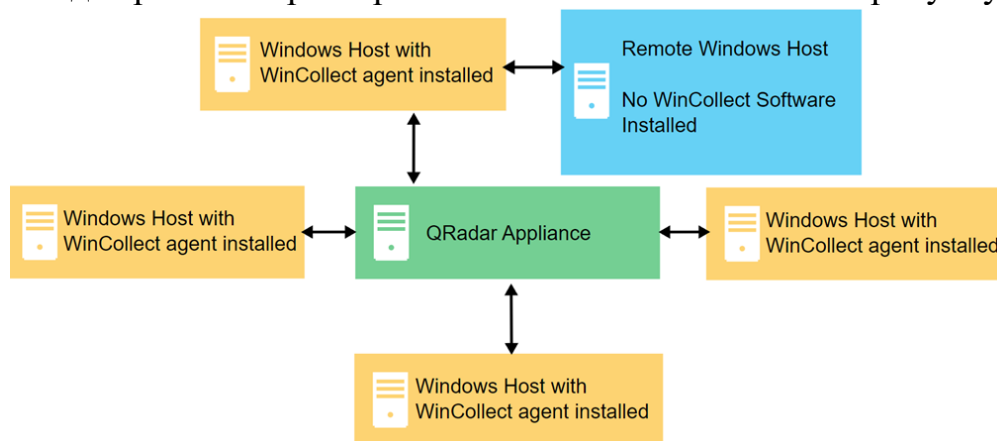 Windows Host with
WinCollect agent installed
Remote Windows Host
No WinCollect Software
Installed
Windows Host with
WinCollect agent installed
QRadar Appliance
Windows Host with
WinCollect agent installed
Windows Host with
WinCollect agent installed